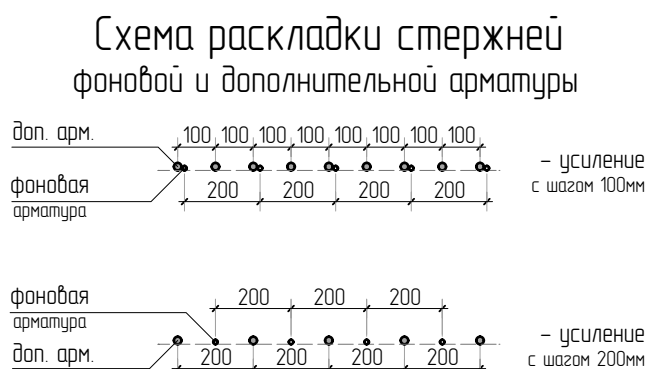 Схема раскладки стержней
фоновой и дополнительной арматуры
доп. арм.
100 100 100 100 100 100 100 100
фоновая
арматура
200 200 200 200
- усиление
с шагом 100мм
фоновая
арматура
200 200 200
доп. арм.
200 200 200 200
- усиление
с шагом 200мм